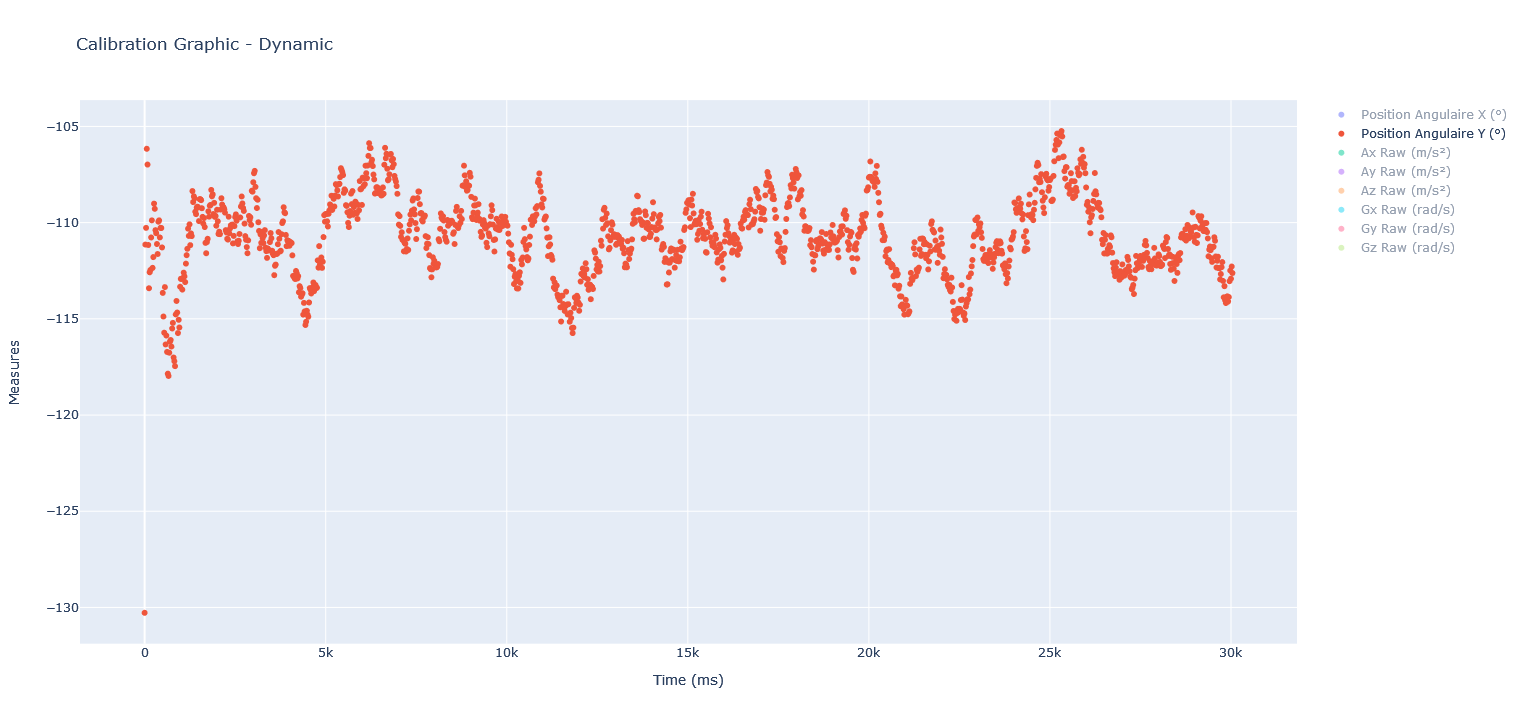 Calibration Graphic - Dynamic
Position Angulaire X (°)
Position Angulaire Y (°)
Ax Raw (m/s²)
Ay Raw (m/s²)
Az Raw (m/s²)
Gx Raw (rad/s)
Gy Raw (rad/s)
Gz Raw (rad/s)
Measures
−105
−110
−115
−120
−125
−130
0 5k 10k 15k 20k 25k 30k
Time (ms)